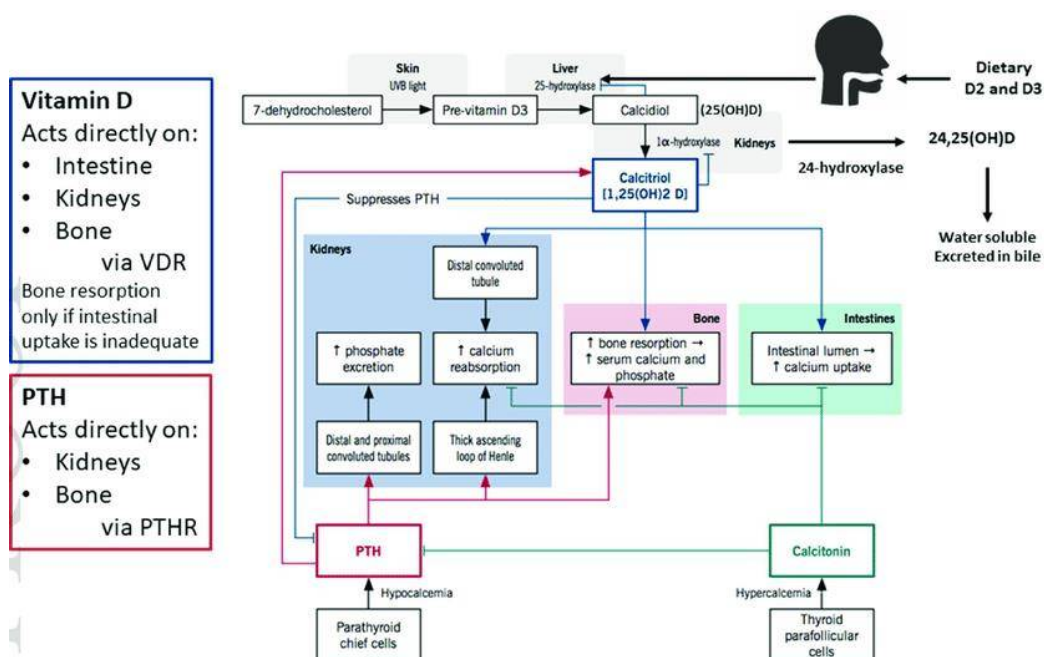 Vitamin D
Acts directly on:
• Intestine
• Kidneys
• Bone
via VDR
Bone resorption
only if intestinal
uptake is inadequate
PTH
Acts directly on:
• Kidneys
• Bone
via PTHR
Skin
UVB light
Liver
25-hydroxylase
Dietary
D2 and D3
7-dehydrocholesterol
Pre-vitamin D3
Calcidiol
(25(OH)D)
1α-hydroxylase
Kidneys
24-hydroxylase
24,25(OH)D
Water soluble
Excreted in bile
Calcitriol
[1,25(OH)2 D]
Suppresses PTH
Kidneys
Distal convoluted
tubule
↑ phosphate
excretion
↑ calcium
reabsorption
Distal and proximal
convoluted tubules
Thick ascending
loop of Henle
Bone
↑ bone resorption →
↑ serum calcium and
phosphate
Intestines
Intestinal lumen →
↑ calcium uptake
PTH
Calcitonin
Hypocalcemia
Hypercalcemia
Parathyroid
chief cells
Thyroid
parafollicular
cells